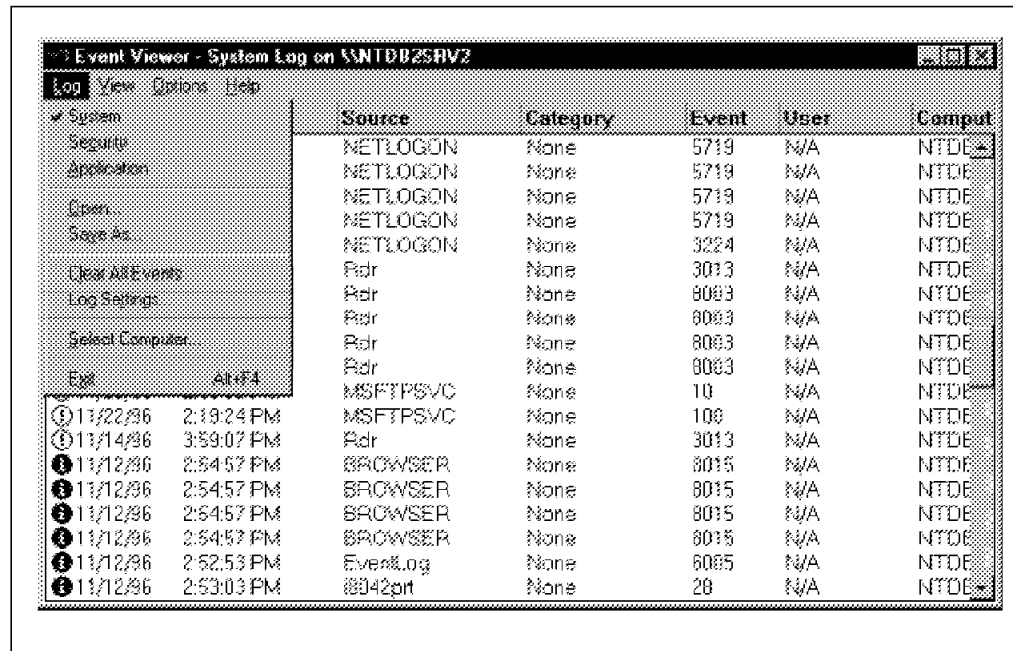 Event Viewer - System Log on \\NTDB2SRV2
Log View Options Help
System
Security
Application
Open...
Save As...
Clear All Events
Log Settings...
Select Computer...
Exit Alt+F4
Source Category Event User Comput
NETLOGON None 5719 N/A NTDB
NETLOGON None 5719 N/A NTDB
NETLOGON None 5719 N/A NTDB
NETLOGON None 5719 N/A NTDB
NETLOGON None 3224 N/A NTDB
Rdr None 3013 N/A NTDB
Rdr None 8003 N/A NTDB
Rdr None 8003 N/A NTDB
Rdr None 8003 N/A NTDB
Rdr None 8003 N/A NTDB
MSFTPSVC None 10 N/A NTDB
11/22/96 2:19:24 PM MSFTPSVC None 100 N/A NTDB
11/14/96 3:59:07 PM Rdr None 3013 N/A NTDB
11/12/96 2:54:57 PM BROWSER None 8015 N/A NTDB
11/12/96 2:54:57 PM BROWSER None 8015 N/A NTDB
11/12/96 2:54:57 PM BROWSER None 8015 N/A NTDB
11/12/96 2:54:57 PM BROWSER None 8015 N/A NTDB
11/12/96 2:52:53 PM EventLog None 6005 N/A NTDB
11/12/96 2:53:03 PM i8042prt None 28 N/A NTDB